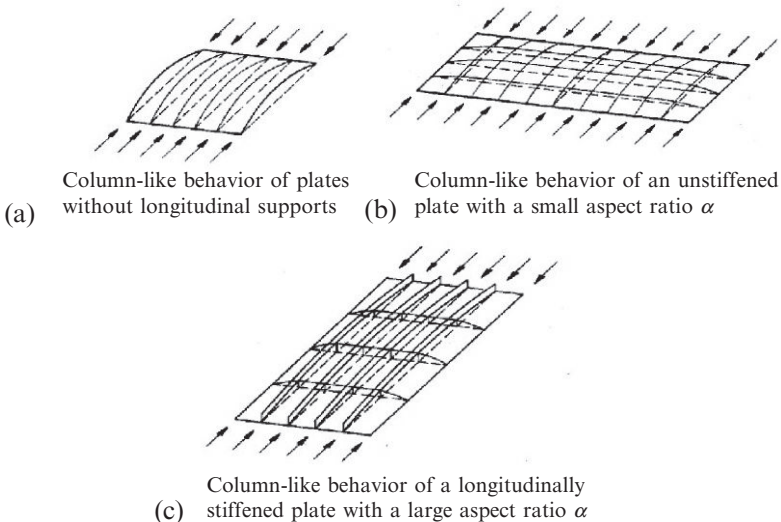 Column-like behavior of plates
without longitudinal supports
(a)
Column-like behavior of an unstiffened
plate with a small aspect ratio α
(b)
Column-like behavior of a longitudinally
stiffened plate with a large aspect ratio α
(c)